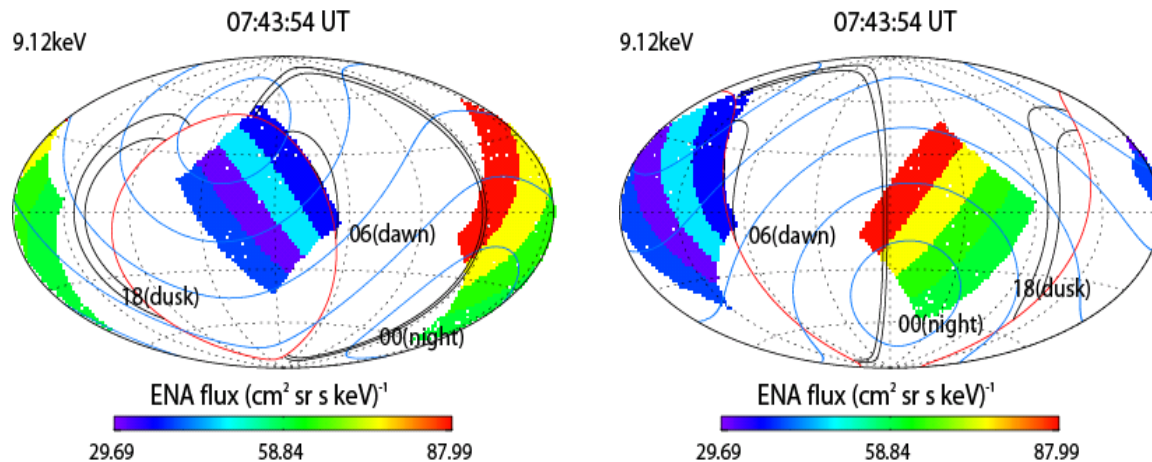 07:43:54 UT
9.12keV
06(dawn)
18(dusk)
00(night)
ENA flux (cm² sr s keV)⁻¹
29.69 58.84 87.99
07:43:54 UT
9.12keV
06(dawn)
18(dusk)
00(night)
ENA flux (cm² sr s keV)⁻¹
29.69 58.84 87.99